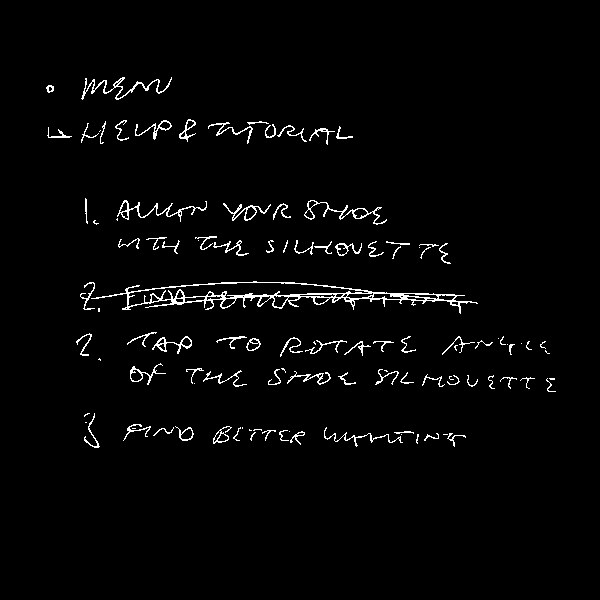 MENU
HELP & TUTORIAL
1. ALIGN YOUR SHOE
WITH THE SILHOUETTE
2. FIND BETTER LIGHTING
2. TAP TO ROTATE ANGLE
OF THE SHOE SILHOUETTE
3 FIND BETTER LIGHTING